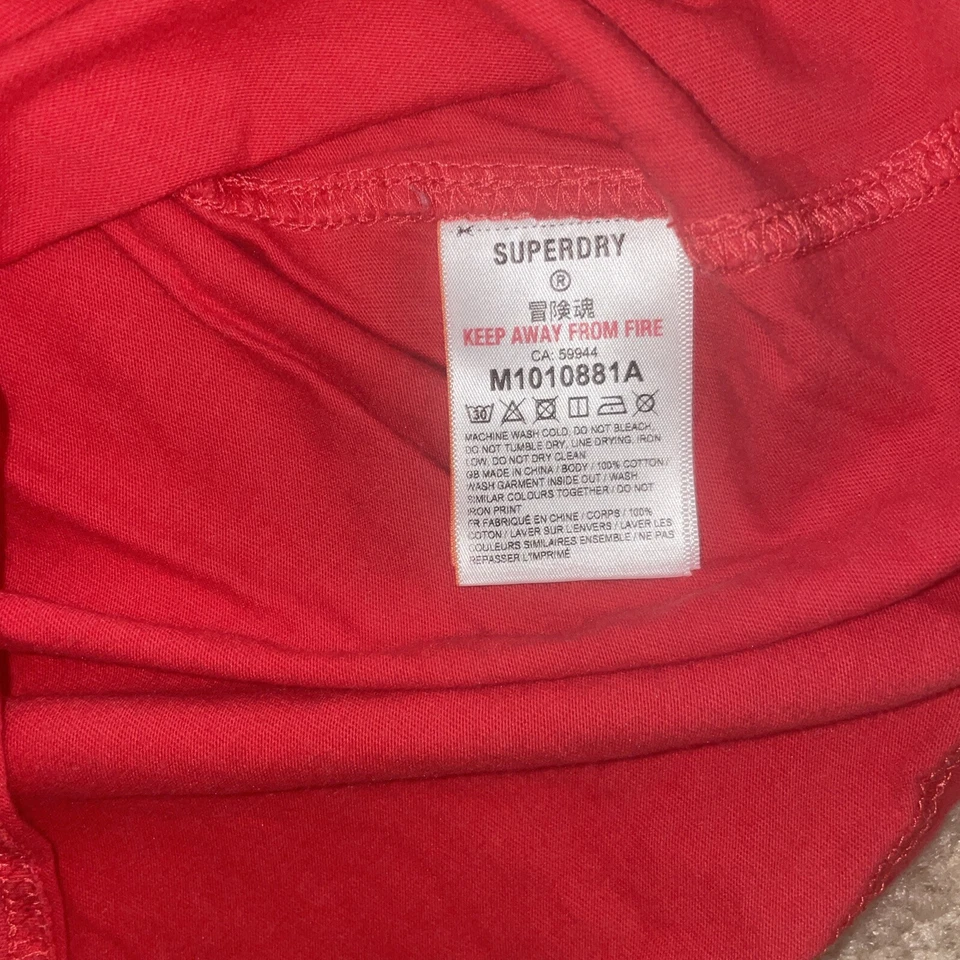 SUPERDRY
®
冒険魂
KEEP AWAY FROM FIRE
CA: 59944
M1010881A
30
MACHINE WASH COLD, DO NOT BLEACH,
DO NOT TUMBLE DRY, LINE DRYING, IRON
LOW, DO NOT DRY CLEAN
GB MADE IN CHINA / BODY / 100% COTTON /
WASH GARMENT INSIDE OUT / WASH
SIMILAR COLOURS TOGETHER / DO NOT
IRON PRINT
FR FABRIQUÉ EN CHINE / CORPS / 100%
COTON / LAVER SUR L'ENVERS / LAVER LES
COULEURS SIMILAIRES ENSEMBLE / NE PAS
REPASSER L'IMPRIMÉ